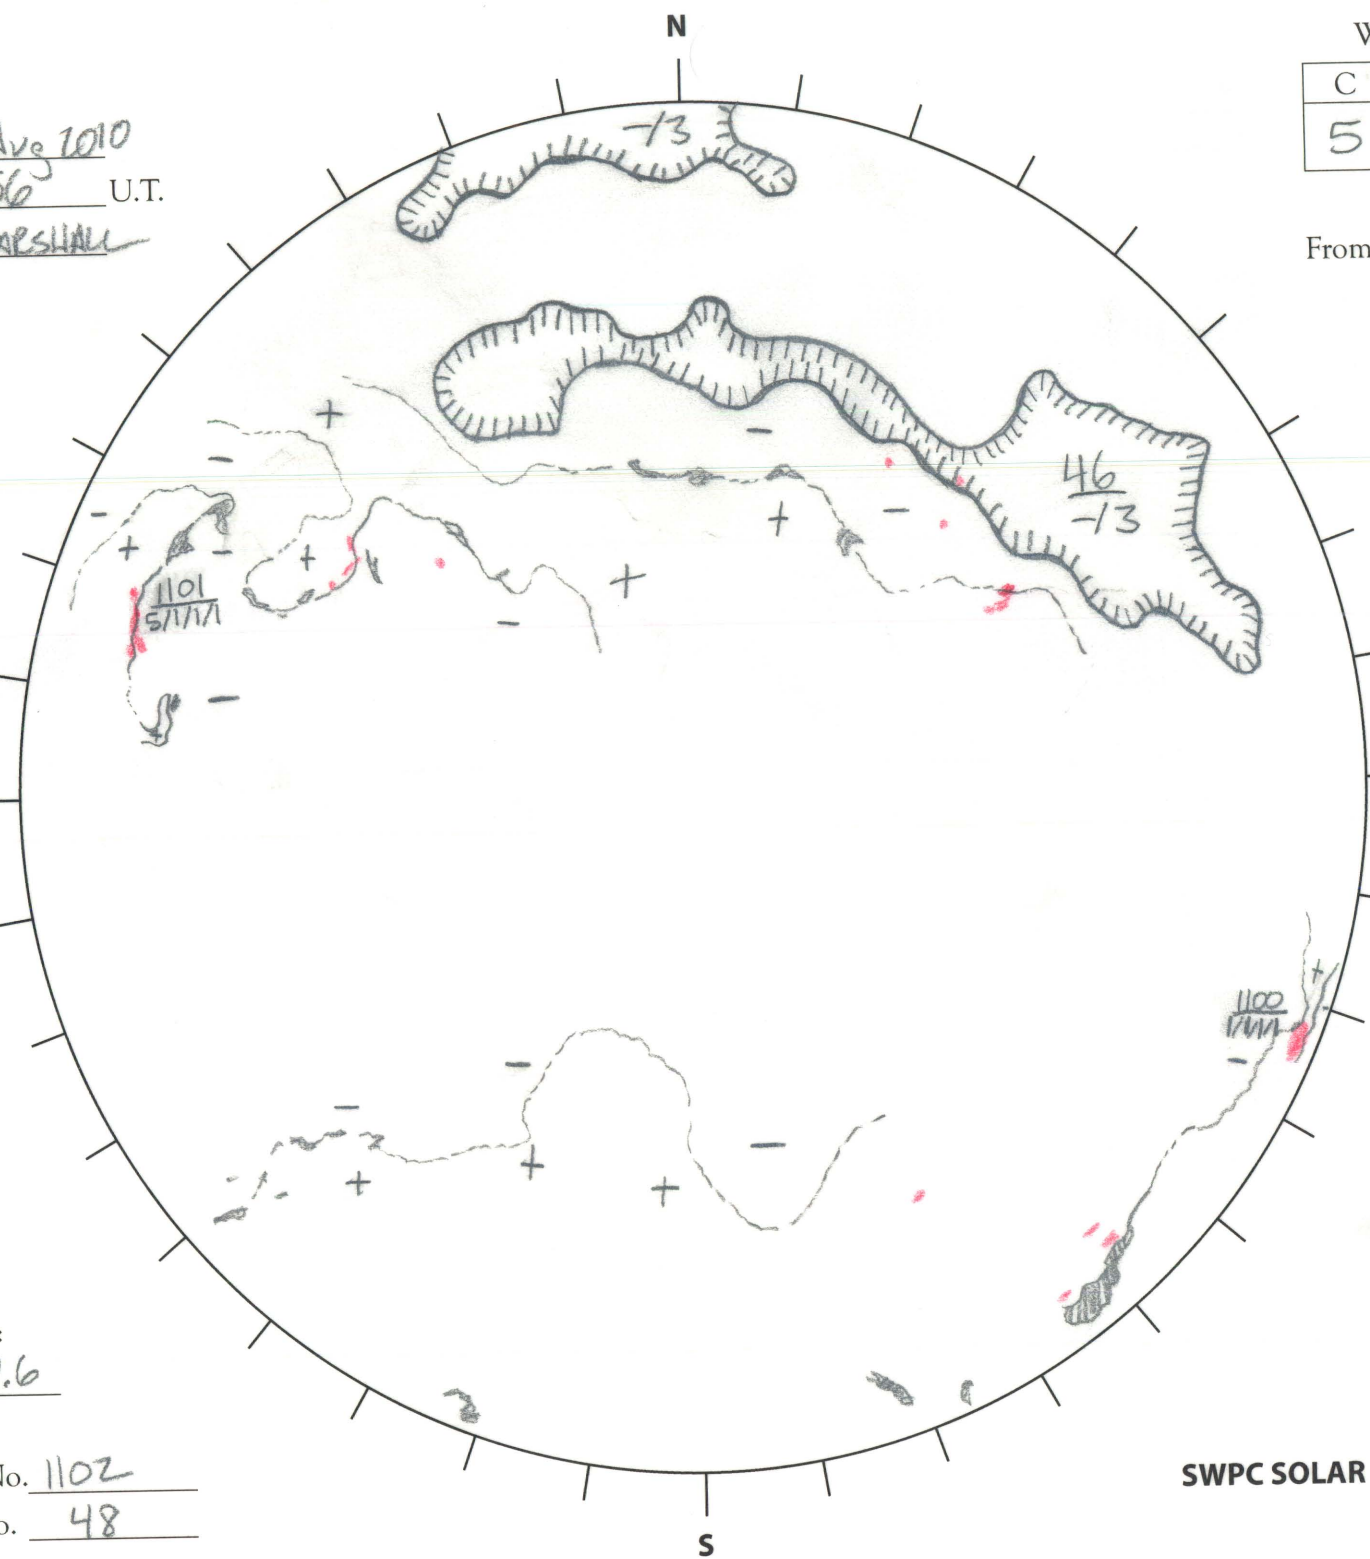 N
W
C
5
Aug 2010
56 U.T.
ARSHALL
From
-13
+
-
-
-
+
-
+
-
+
-
46
-13
1101
5/1/1/1
+
-
-
+
+
1100
1/1/1/1
-
-
-
-
+
+
+
.6
No. 1102
o. 48
SWPC SOLAR
S